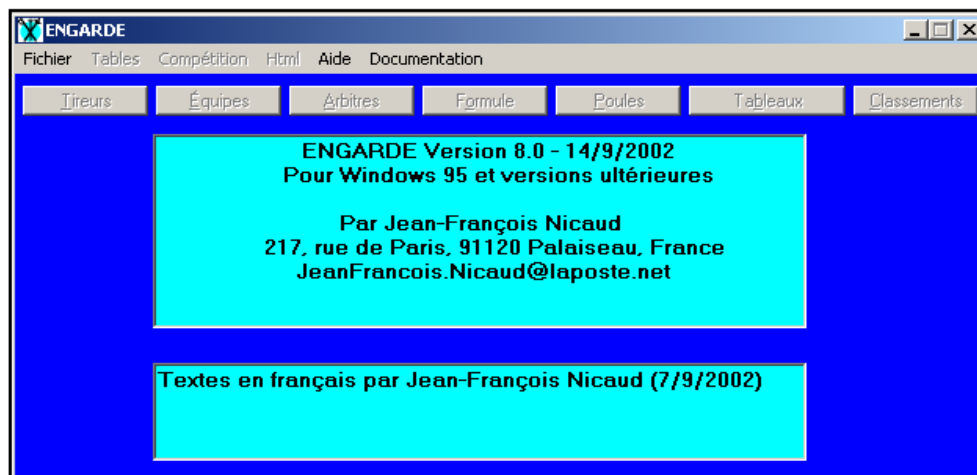 ENGARDE
Fichier Tables Compétition Html Aide Documentation
Tireurs Équipes Arbitres Formule Poules Tableaux Classements
ENGARDE Version 8.0 - 14/9/2002
Pour Windows 95 et versions ultérieures
Par Jean-François Nicaud
217, rue de Paris, 91120 Palaiseau, France
JeanFrancois.Nicaud@laposte.net
Textes en français par Jean-François Nicaud (7/9/2002)